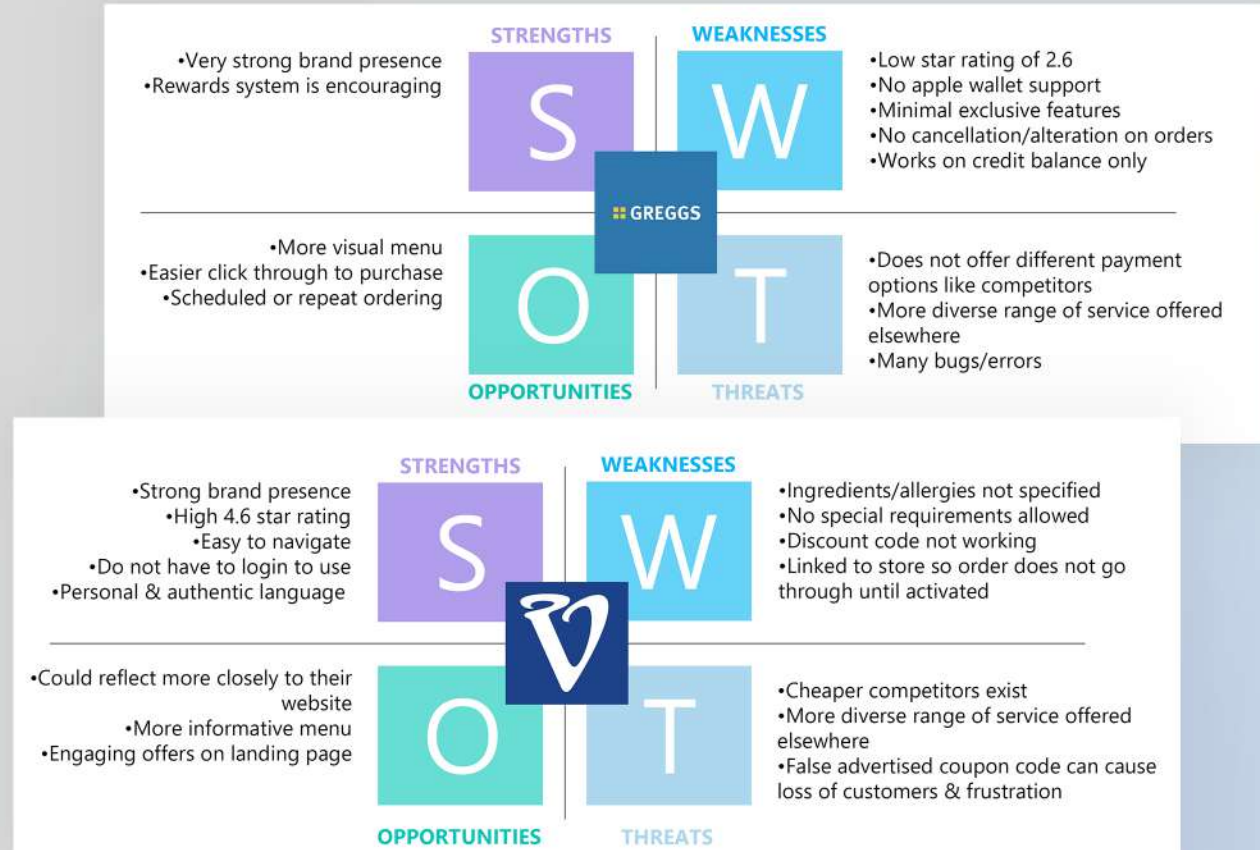 STRENGTHS
•Very strong brand presence
•Rewards system is encouraging
S
WEAKNESSES
W
•Low star rating of 2.6
•No apple wallet support
•Minimal exclusive features
•No cancellation/alteration on orders
•Works on credit balance only
GREGGS
•More visual menu
•Easier click through to purchase
•Scheduled or repeat ordering
O
OPPORTUNITIES
T
THREATS
•Does not offer different payment
options like competitors
•More diverse range of service offered
elsewhere
•Many bugs/errors
STRENGTHS
•Strong brand presence
•High 4.6 star rating
•Easy to navigate
•Do not have to login to use
•Personal & authentic language
S
WEAKNESSES
W
•Ingredients/allergies not specified
•No special requirements allowed
•Discount code not working
•Linked to store so order does not go
through until activated
V
•Could reflect more closely to their
website
•More informative menu
•Engaging offers on landing page
O
OPPORTUNITIES
T
THREATS
•Cheaper competitors exist
•More diverse range of service offered
elsewhere
•False advertised coupon code can cause
loss of customers & frustration